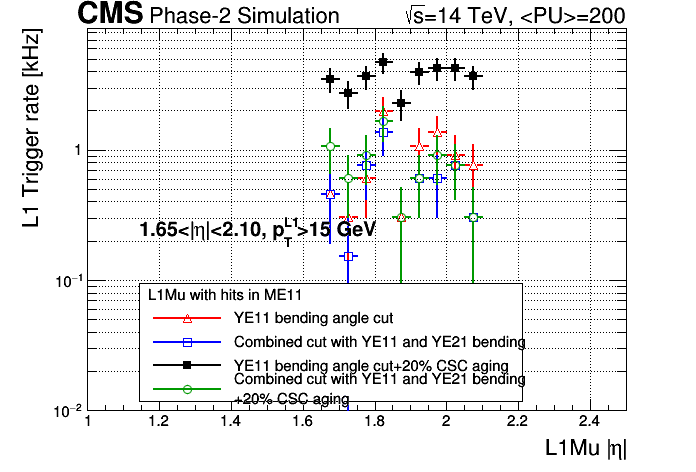 CMS Phase-2 Simulation √s=14 TeV, <PU>=200
L1 Trigger rate [kHz]
1
10⁻¹
10⁻²
1.65<|η|<2.10, p_T^L1>15 GeV
L1Mu with hits in ME11
YE11 bending angle cut
Combined cut with YE11 and YE21 bending
YE11 bending angle cut+20% CSC aging
Combined cut with YE11 and YE21 bending
+20% CSC aging
1 1.2 1.4 1.6 1.8 2 2.2 2.4
L1Mu |η|